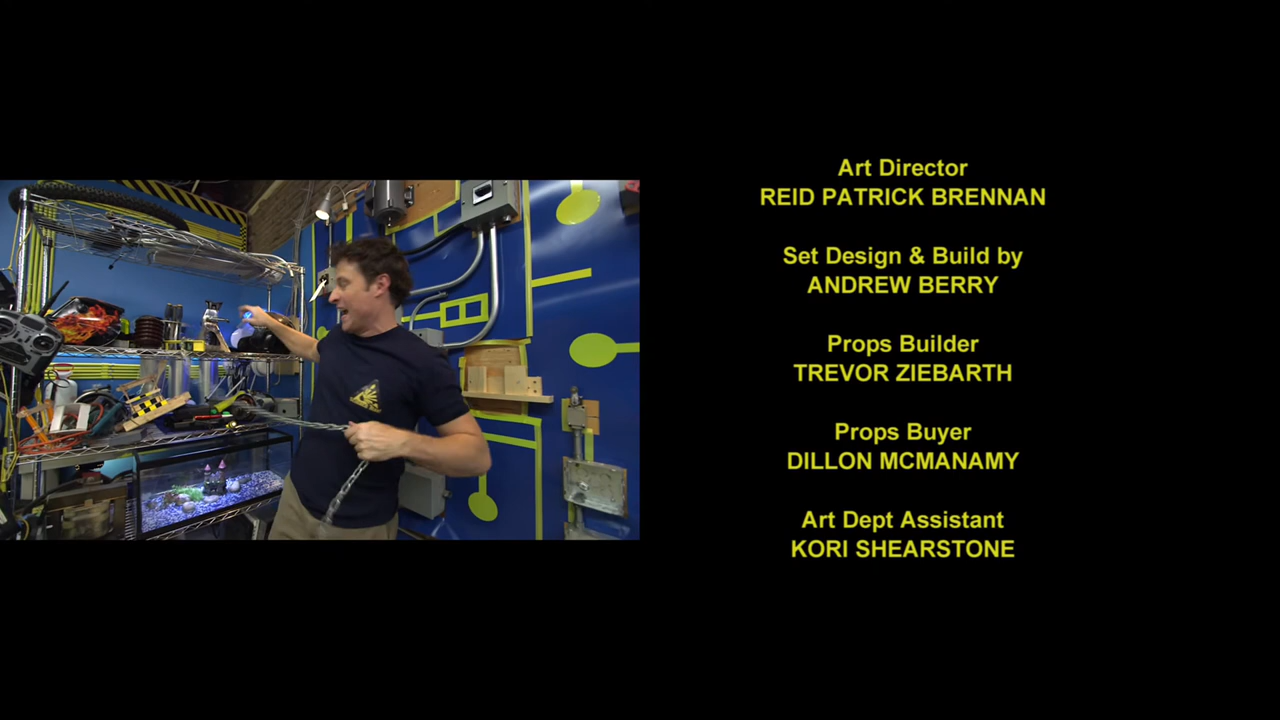 Art Director
REID PATRICK BRENNAN
Set Design & Build by
ANDREW BERRY
Props Builder
TREVOR ZIEBARTH
Props Buyer
DILLON MCMANAMY
Art Dept Assistant
KORI SHEARSTONE